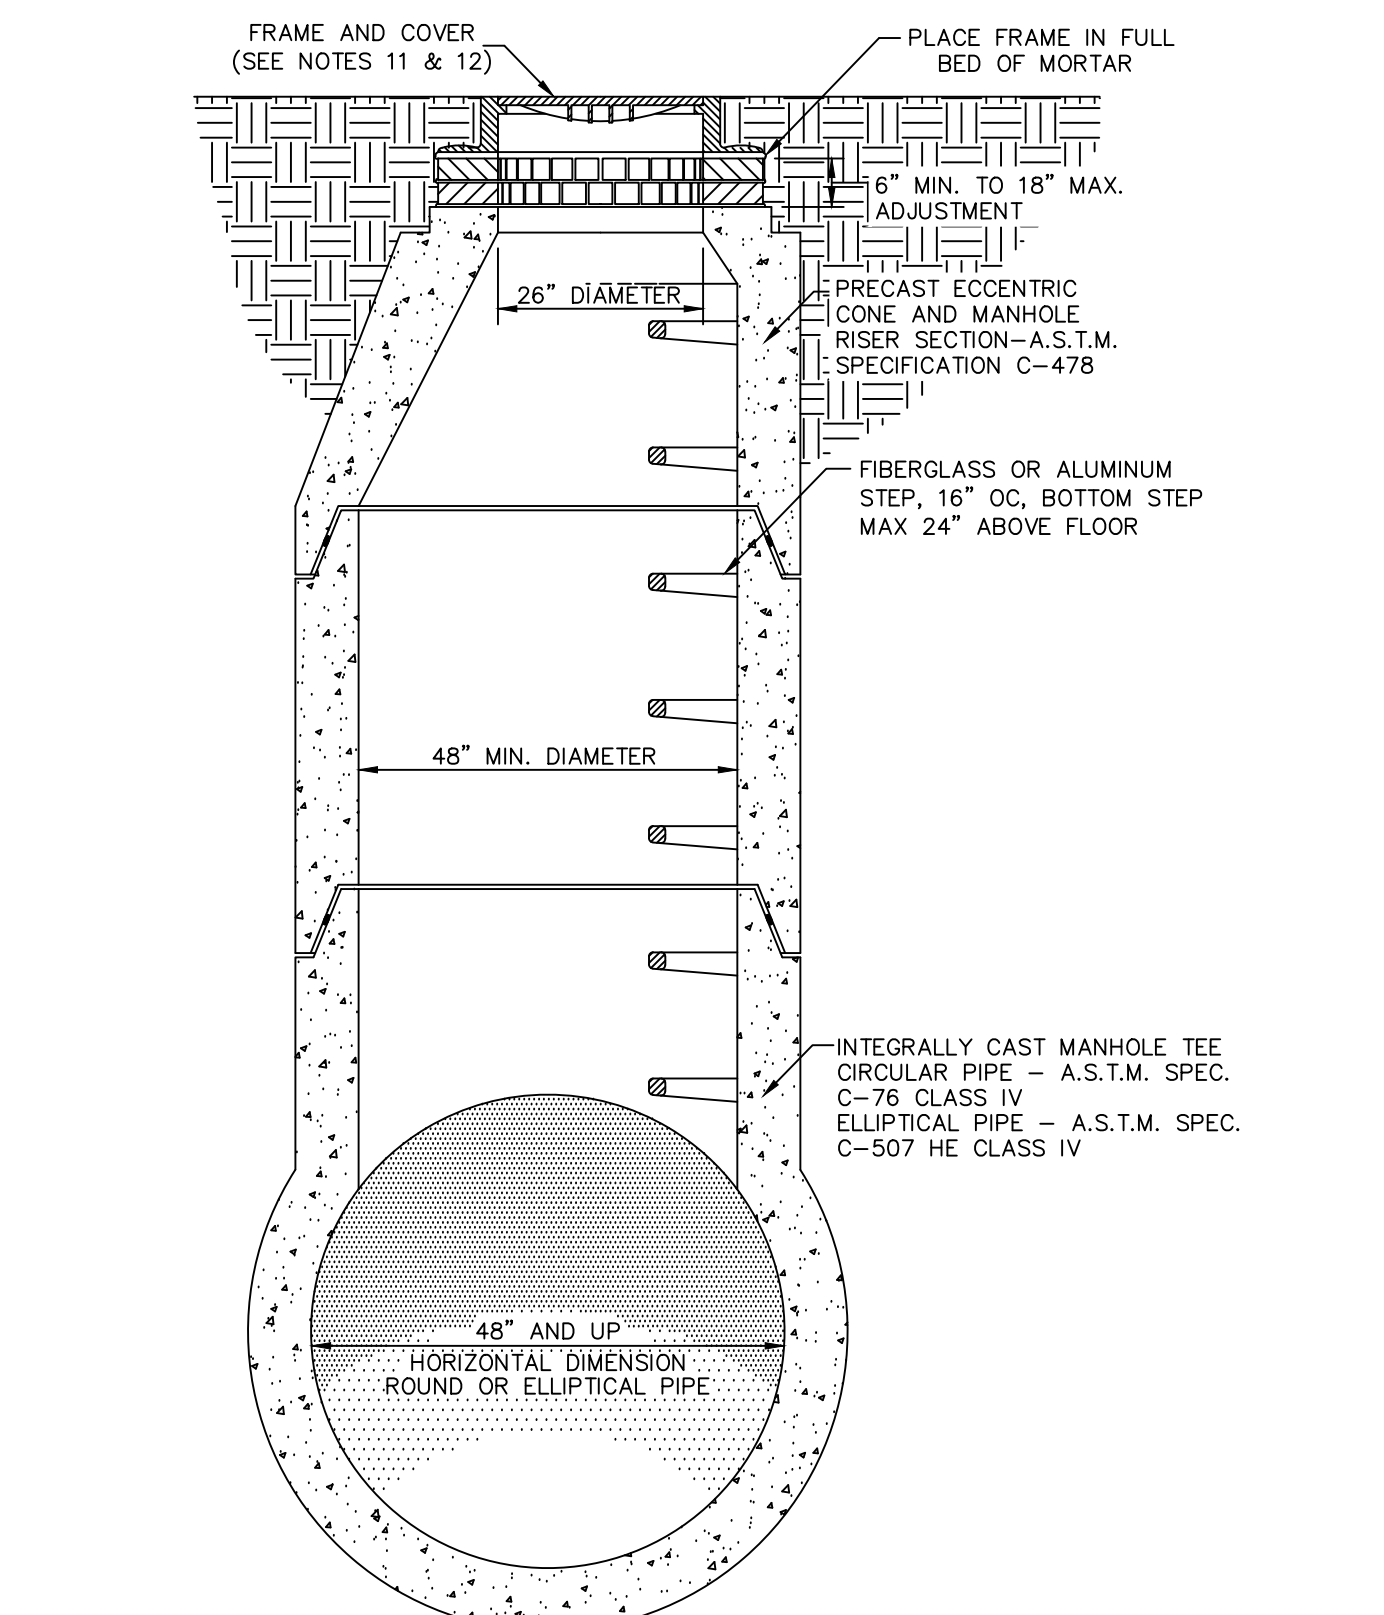 FRAME AND COVER
(SEE NOTES 11 & 12)
PLACE FRAME IN FULL
BED OF MORTAR
6" MIN. TO 18" MAX.
ADJUSTMENT
26" DIAMETER
PRECAST ECCENTRIC
CONE AND MANHOLE
RISER SECTION-A.S.T.M.
SPECIFICATION C-478
FIBERGLASS OR ALUMINUM
STEP, 16" OC, BOTTOM STEP
MAX 24" ABOVE FLOOR
48" MIN. DIAMETER
INTEGRALLY CAST MANHOLE TEE
CIRCULAR PIPE - A.S.T.M. SPEC.
C-76 CLASS IV
ELLIPTICAL PIPE - A.S.T.M. SPEC.
C-507 HE CLASS IV
48" AND UP
HORIZONTAL DIMENSION
ROUND OR ELLIPTICAL PIPE